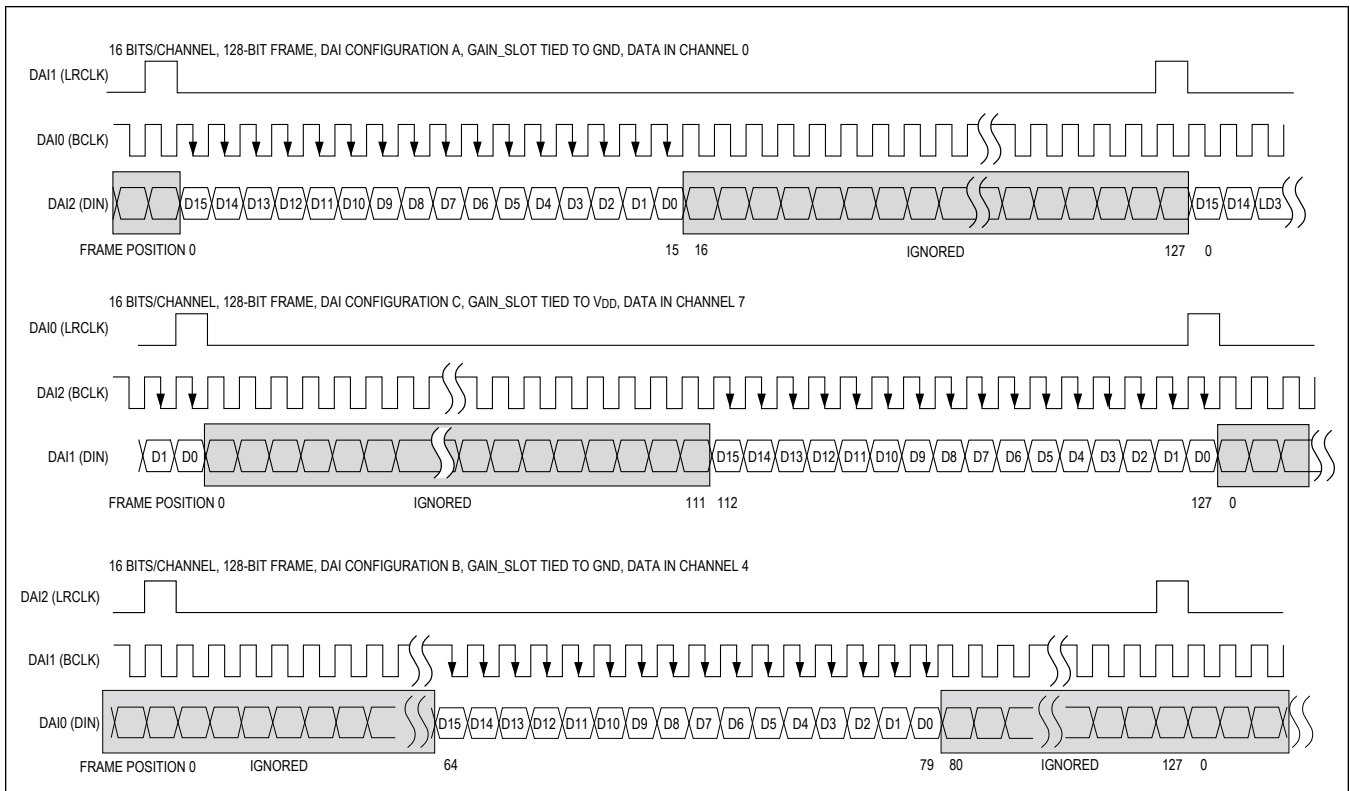 16 BITS/CHANNEL, 128-BIT FRAME, DAI CONFIGURATION A, GAIN_SLOT TIED TO GND, DATA IN CHANNEL 0
DAI1 (LRCLK)
DAI0 (BCLK)
DAI2 (DIN) D15 D14 D13 D12 D11 D10 D9 D8 D7 D6 D5 D4 D3 D2 D1 D0 D15 D14 LD3
FRAME POSITION 0 15 16 IGNORED 127 0
16 BITS/CHANNEL, 128-BIT FRAME, DAI CONFIGURATION C, GAIN_SLOT TIED TO VDD, DATA IN CHANNEL 7
DAI0 (LRCLK)
DAI2 (BCLK)
DAI1 (DIN) D1 D0 D15 D14 D13 D12 D11 D10 D9 D8 D7 D6 D5 D4 D3 D2 D1 D0
FRAME POSITION 0 IGNORED 111 112 127 0
16 BITS/CHANNEL, 128-BIT FRAME, DAI CONFIGURATION B, GAIN_SLOT TIED TO GND, DATA IN CHANNEL 4
DAI2 (LRCLK)
DAI1 (BCLK)
DAI0 (DIN) D15 D14 D13 D12 D11 D10 D9 D8 D7 D6 D5 D4 D3 D2 D1 D0
FRAME POSITION 0 IGNORED 64 79 80 IGNORED 127 0